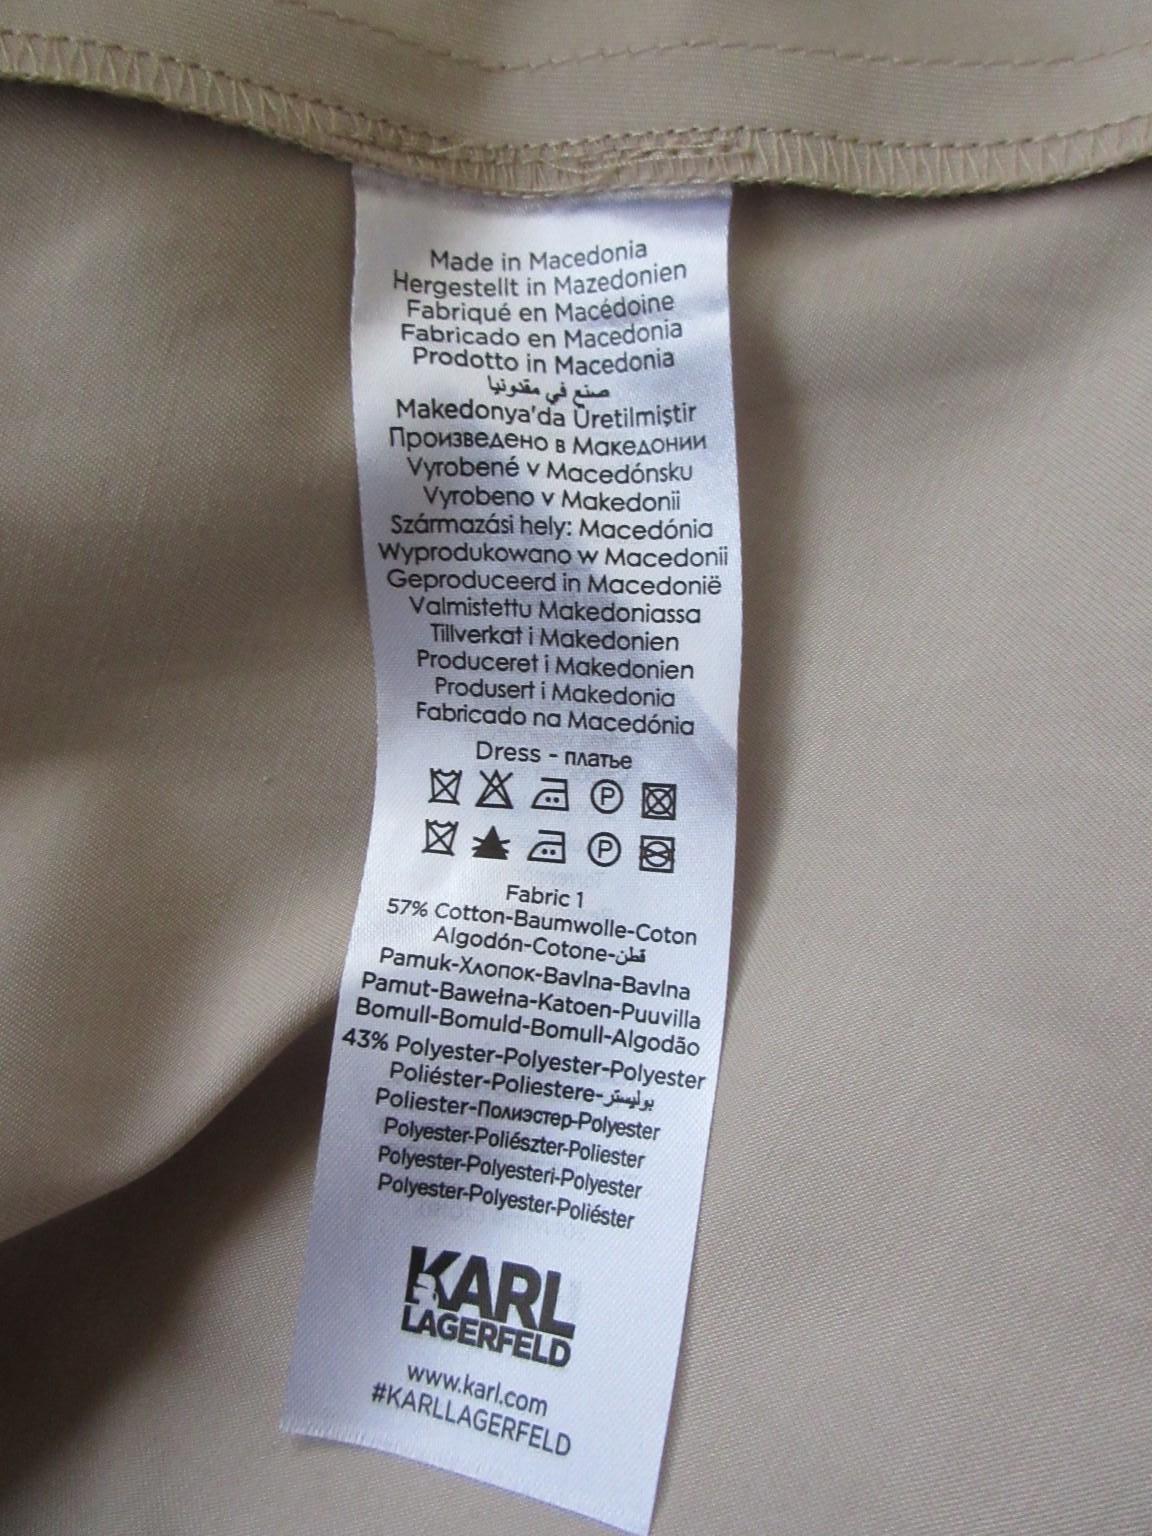 Made in Macedonia
Hergestellt in Mazedonien
Fabriqué en Macédoine
Fabricado en Macedonia
Prodotto in Macedonia
صنع في مقدونيا
Makedonya'da Üretilmiştir
Произведено в Македонии
Vyrobené v Macedónsku
Vyrobeno v Makedonii
Származási hely: Macedónia
Wyprodukowano w Macedonii
Geproduceerd in Macedonië
Valmistettu Makedoniassa
Tillverkat i Makedonien
Produceret i Makedonien
Produsert i Makedonia
Fabricado na Macedónia
Dress - платье
P
P
Fabric 1
57% Cotton-Baumwolle-Coton
Algodón-Cotone-قطن
Pamuk-Хлопок-Bavlna-Bavlna
Pamut-Bawełna-Katoen-Puuvilla
Bomull-Bomuld-Bomull-Algodão
43% Polyester-Polyester-Polyester
Poliéster-Poliestere-بوليستر
Poliester-Полиэстер-Polyester
Polyester-Poliészter-Poliester
Polyester-Polyesteri-Polyester
Polyester-Polyester-Poliéster
KARL
LAGERFELD
www.karl.com
#KARLLAGERFELD